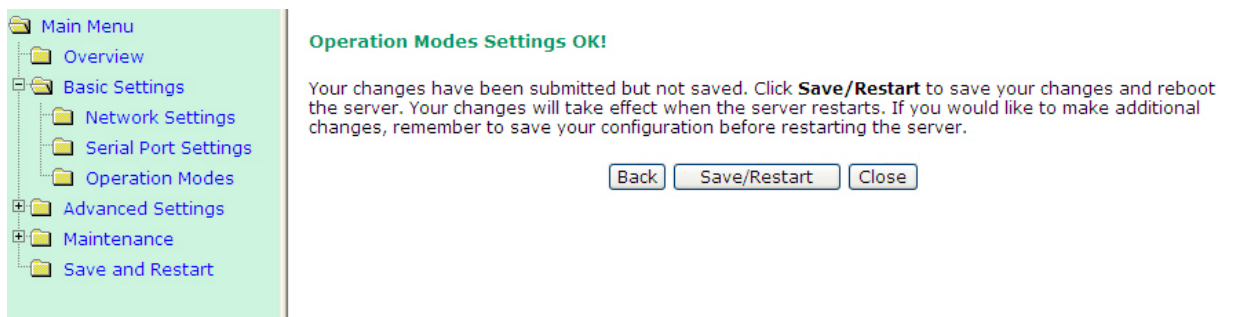 Main Menu
Overview
Basic Settings
Network Settings
Serial Port Settings
Operation Modes
Advanced Settings
Maintenance
Save and Restart
Operation Modes Settings OK!
Your changes have been submitted but not saved. Click Save/Restart to save your changes and reboot
the server. Your changes will take effect when the server restarts. If you would like to make additional
changes, remember to save your configuration before restarting the server.
Back Save/Restart Close